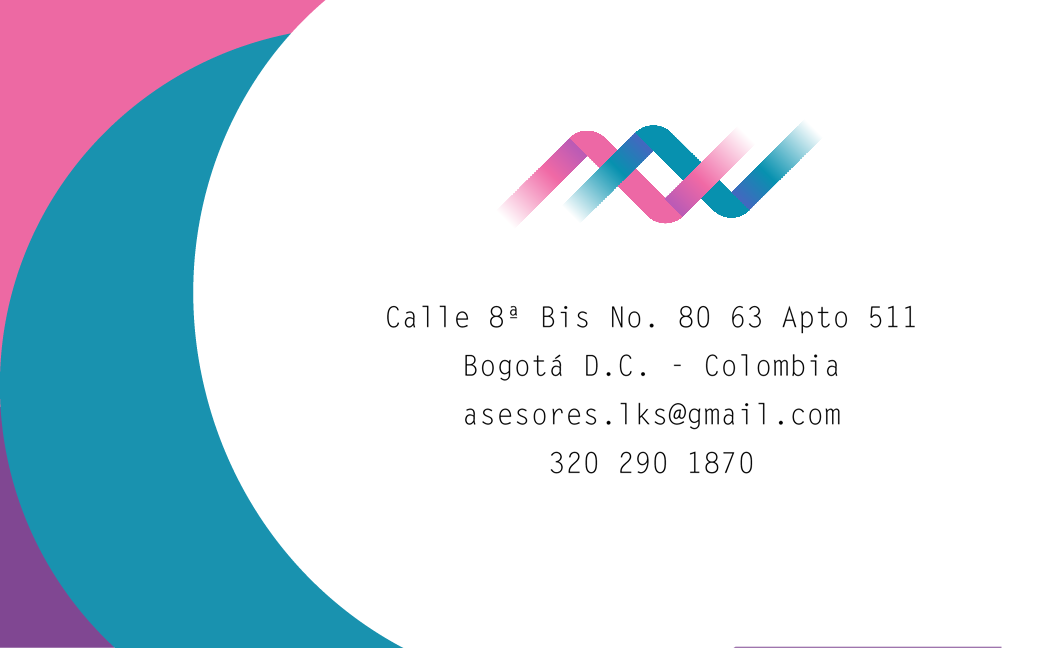 Calle 8ª Bis No. 80 63 Apto 511
Bogotá D.C. - Colombia
asesores.lks@gmail.com
320 290 1870